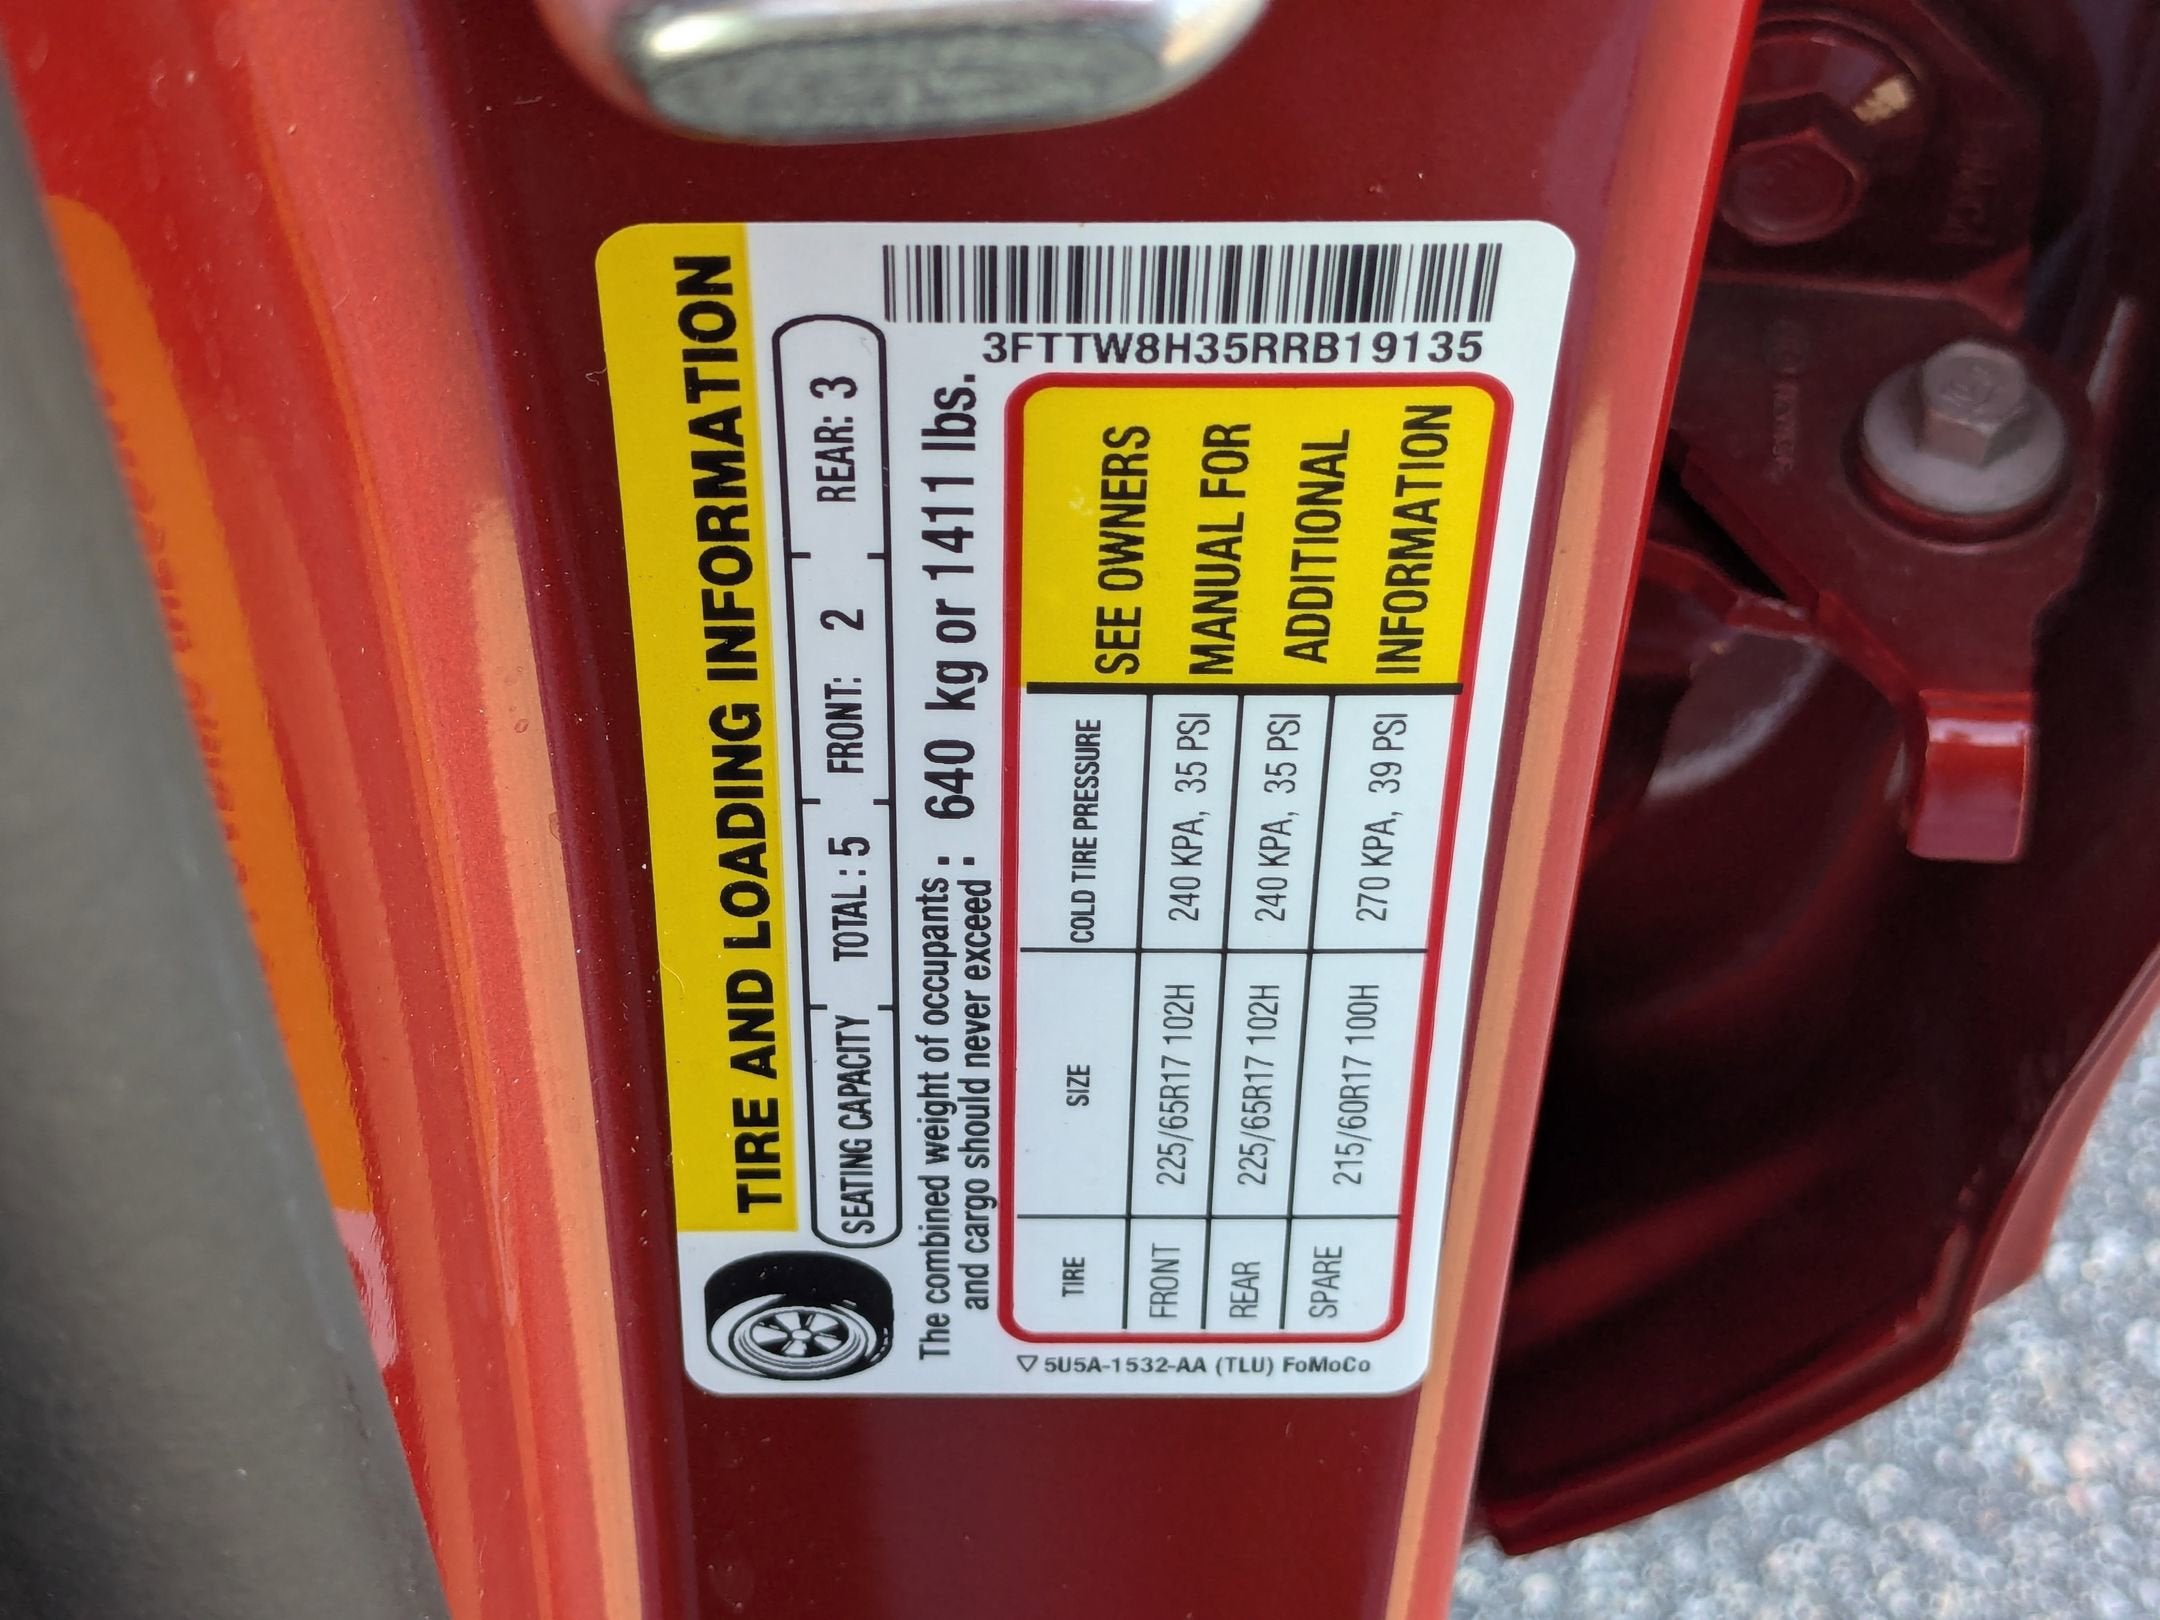 TIRE AND LOADING INFORMATION
SEATING CAPACITY TOTAL: 5 FRONT: 2 REAR: 3
The combined weight of occupants : 640 kg or 1411 lbs.
and cargo should never exceed :
3FTTW8H35RRB19135
TIRE SIZE COLD TIRE PRESSURE
FRONT 225/65R17 102H 240 KPA, 35 PSI
REAR 225/65R17 102H 240 KPA, 35 PSI
SPARE 215/60R17 100H 270 KPA, 39 PSI
SEE OWNERS
MANUAL FOR
ADDITIONAL
INFORMATION
5U5A-1532-AA (TLU) FoMoCo